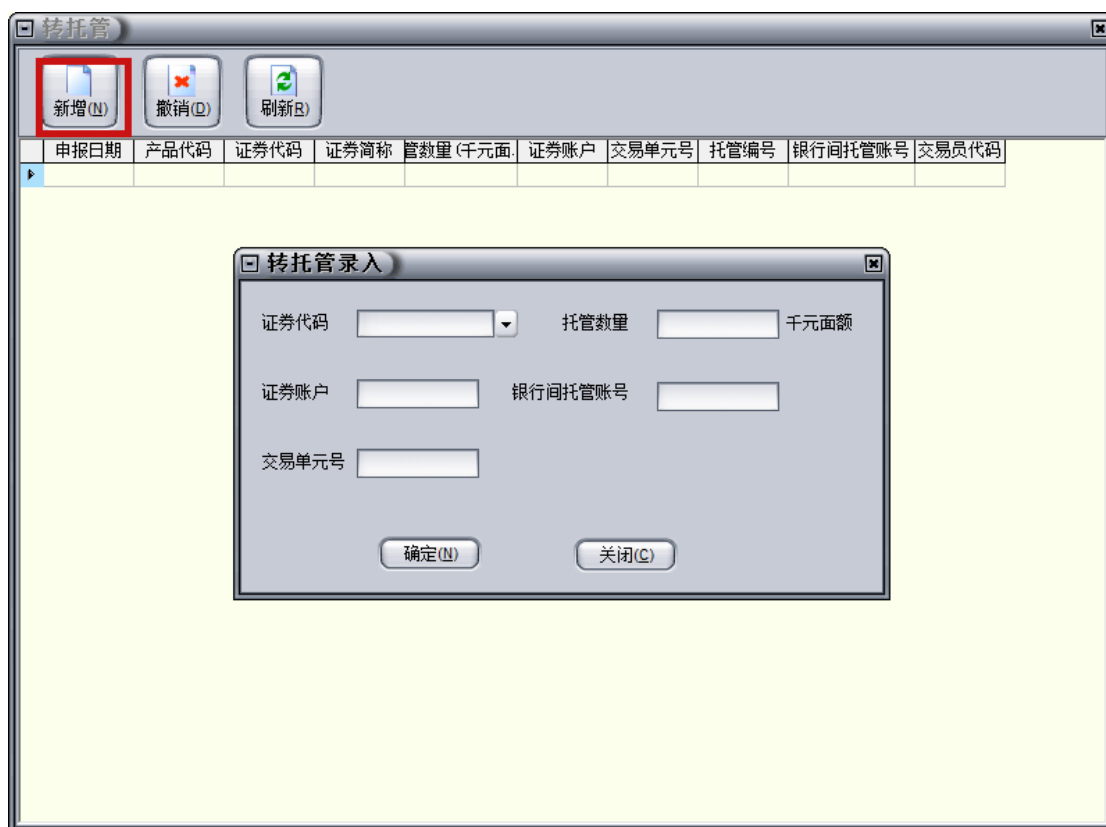 转托管
新增(N) 撤销(D) 刷新R)
申报日期 产品代码 证券代码 证券简称 管数量(千元面. 证券账户 交易单元号 托管编号 银行间托管账号 交易员代码
转托管录入
证券代码 托管数量 千元面额
证券账户 银行间托管账号
交易单元号
确定(N) 关闭(C)